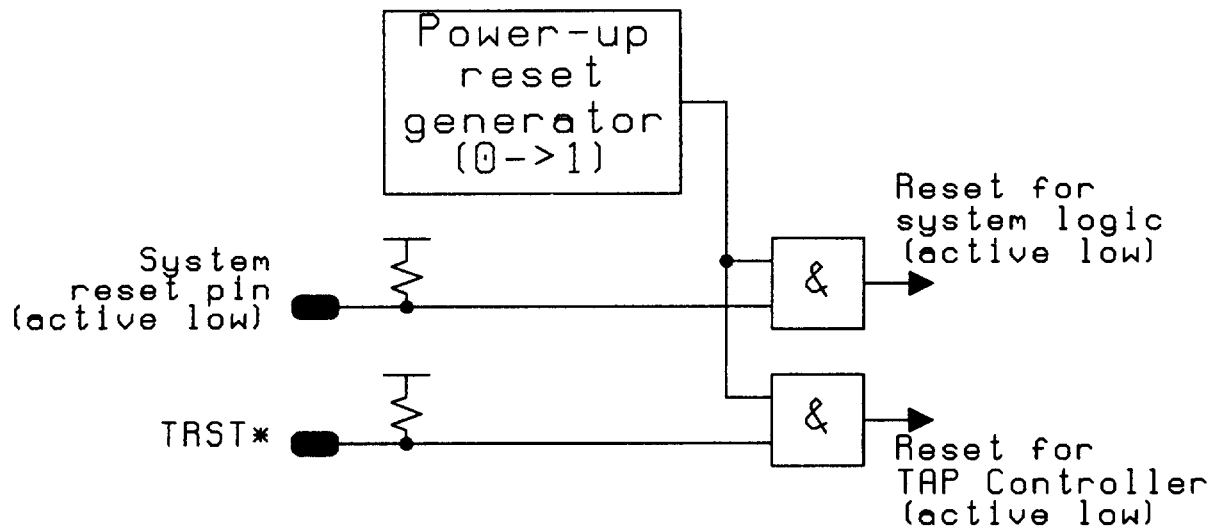 Power-up
reset
generator
(0->1)
Reset for
system logic
(active low)
System
reset pin
(active low)
&
TRST*
&
Reset for
TAP Controller
(active low)